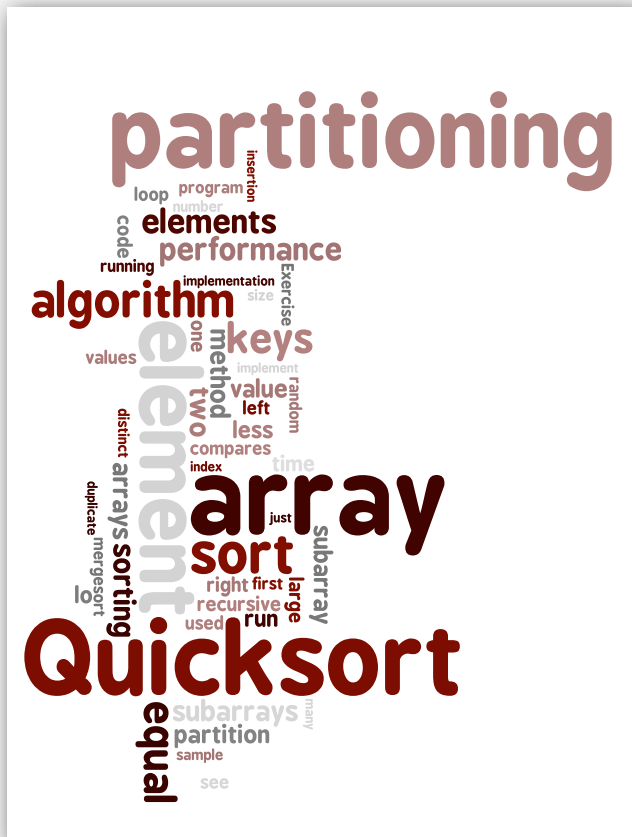 partitioning
insertion
program
loop
number
elements
code
performance
running
implementation
Exercise
size
algorithm
one
method
keys
element
values
implement
random
value
two
left
distinct
less
compares
time
index
arrays
array
duplicate
just
subarray
mergesort
sorting
sort
right
first
large
lo
recursive
run
used
Quicksort
subarrays
many
equal
partition
sample
see